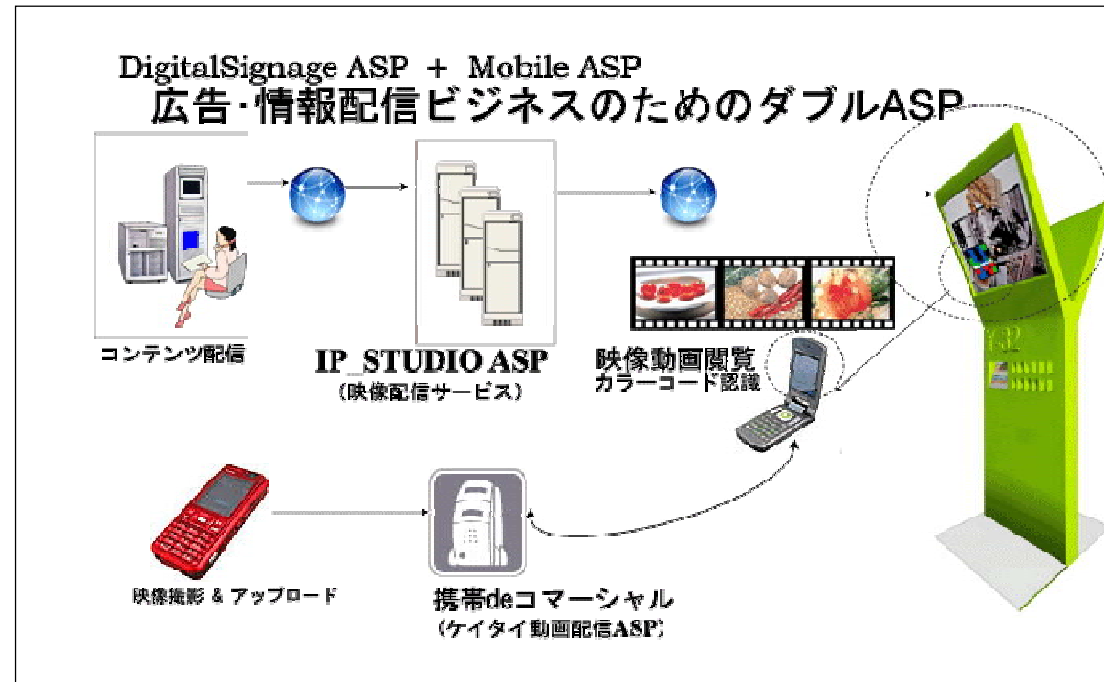 DigitalSignage ASP + Mobile ASP
広告・情報配信ビジネスのためのダブルASP
コンテンツ配信
IP_STUDIO ASP
（映像配信サービス）
映像動画閲覧
カラーコード認識
映像撮影 & アップロード
携帯deコマーシャル
（ケイタイ動画配信ASP）